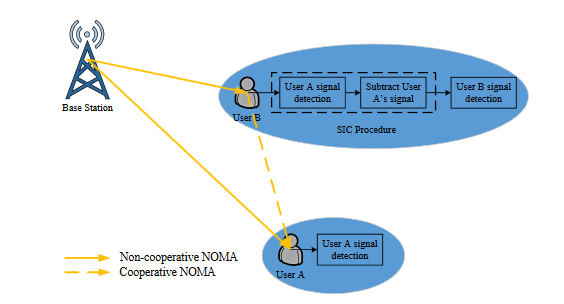 Base Station
User B
User A signal
detection
Subtract User
A's signal
User B signal
detection
SIC Procedure
User A
User A signal
detection
Non-cooperative NOMA
Cooperative NOMA